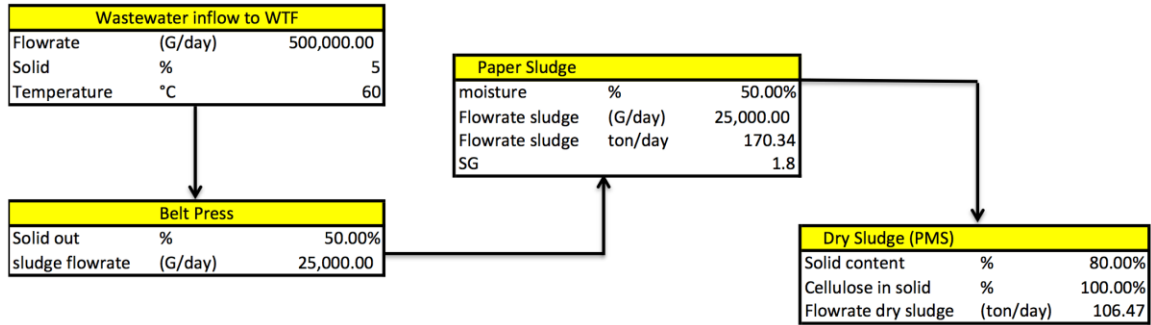 Wastewater inflow to WTF
Flowrate (G/day) 500,000.00
Solid % 5
Temperature °C 60
Paper Sludge
moisture % 50.00%
Flowrate sludge (G/day) 25,000.00
Flowrate sludge ton/day 170.34
SG 1.8
Belt Press
Solid out % 50.00%
sludge flowrate (G/day) 25,000.00
Dry Sludge (PMS)
Solid content % 80.00%
Cellulose in solid % 100.00%
Flowrate dry sludge (ton/day) 106.47